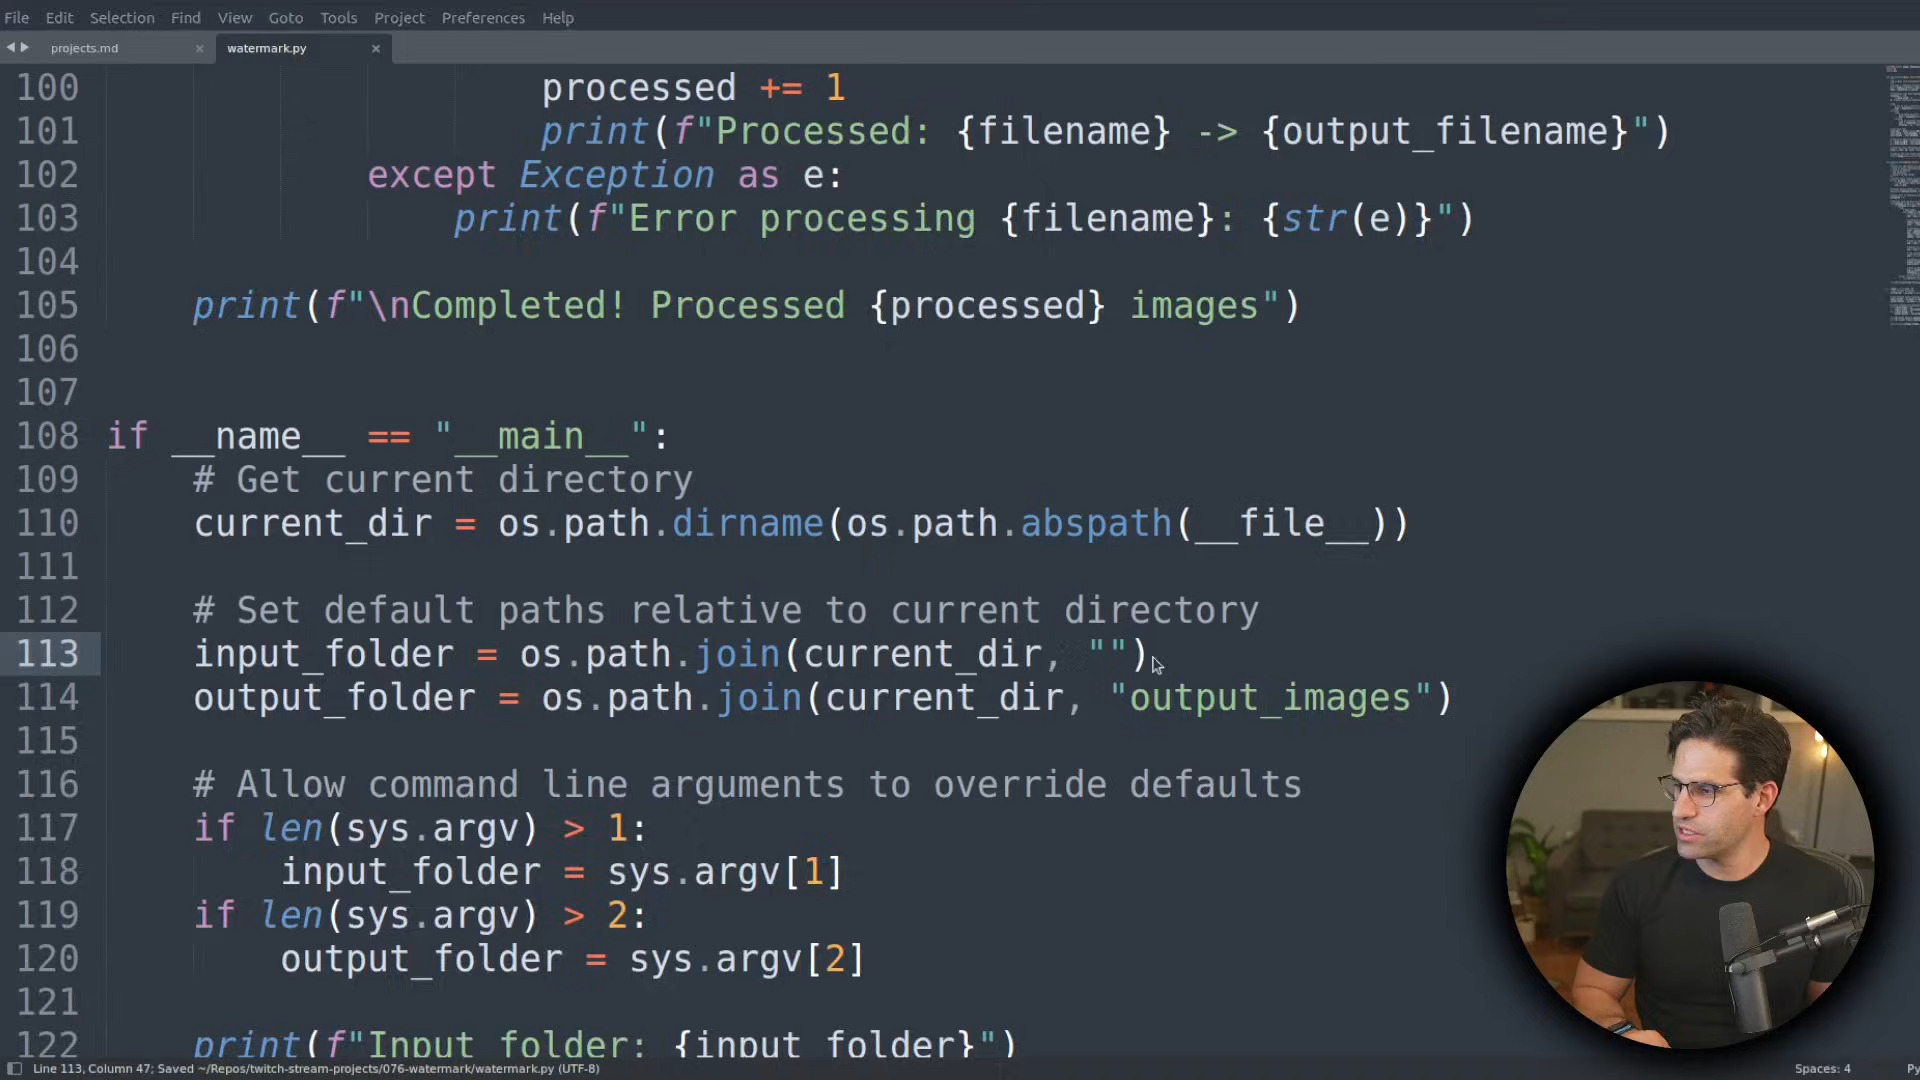 File Edit Selection Find View Goto Tools Project Preferences Help
projects.md × watermark.py ×
100 processed += 1
101 print(f"Processed: {filename} -> {output_filename}")
102 except Exception as e:
103 print(f"Error processing {filename}: {str(e)}")
104
105 print(f"\nCompleted! Processed {processed} images")
106
107
108 if __name__ == "__main__":
109 # Get current directory
110 current_dir = os.path.dirname(os.path.abspath(__file__))
111
112 # Set default paths relative to current directory
113 input_folder = os.path.join(current_dir, "")
114 output_folder = os.path.join(current_dir, "output_images")
115
116 # Allow command line arguments to override defaults
117 if len(sys.argv) > 1:
118 input_folder = sys.argv[1]
119 if len(sys.argv) > 2:
120 output_folder = sys.argv[2]
121
122 print(f"Input folder: {input_folder}")
Line 113, Column 47; Saved ~/Repos/twitch-stream-projects/076-watermark/watermark.py (UTF-8) Spaces: 4 Py